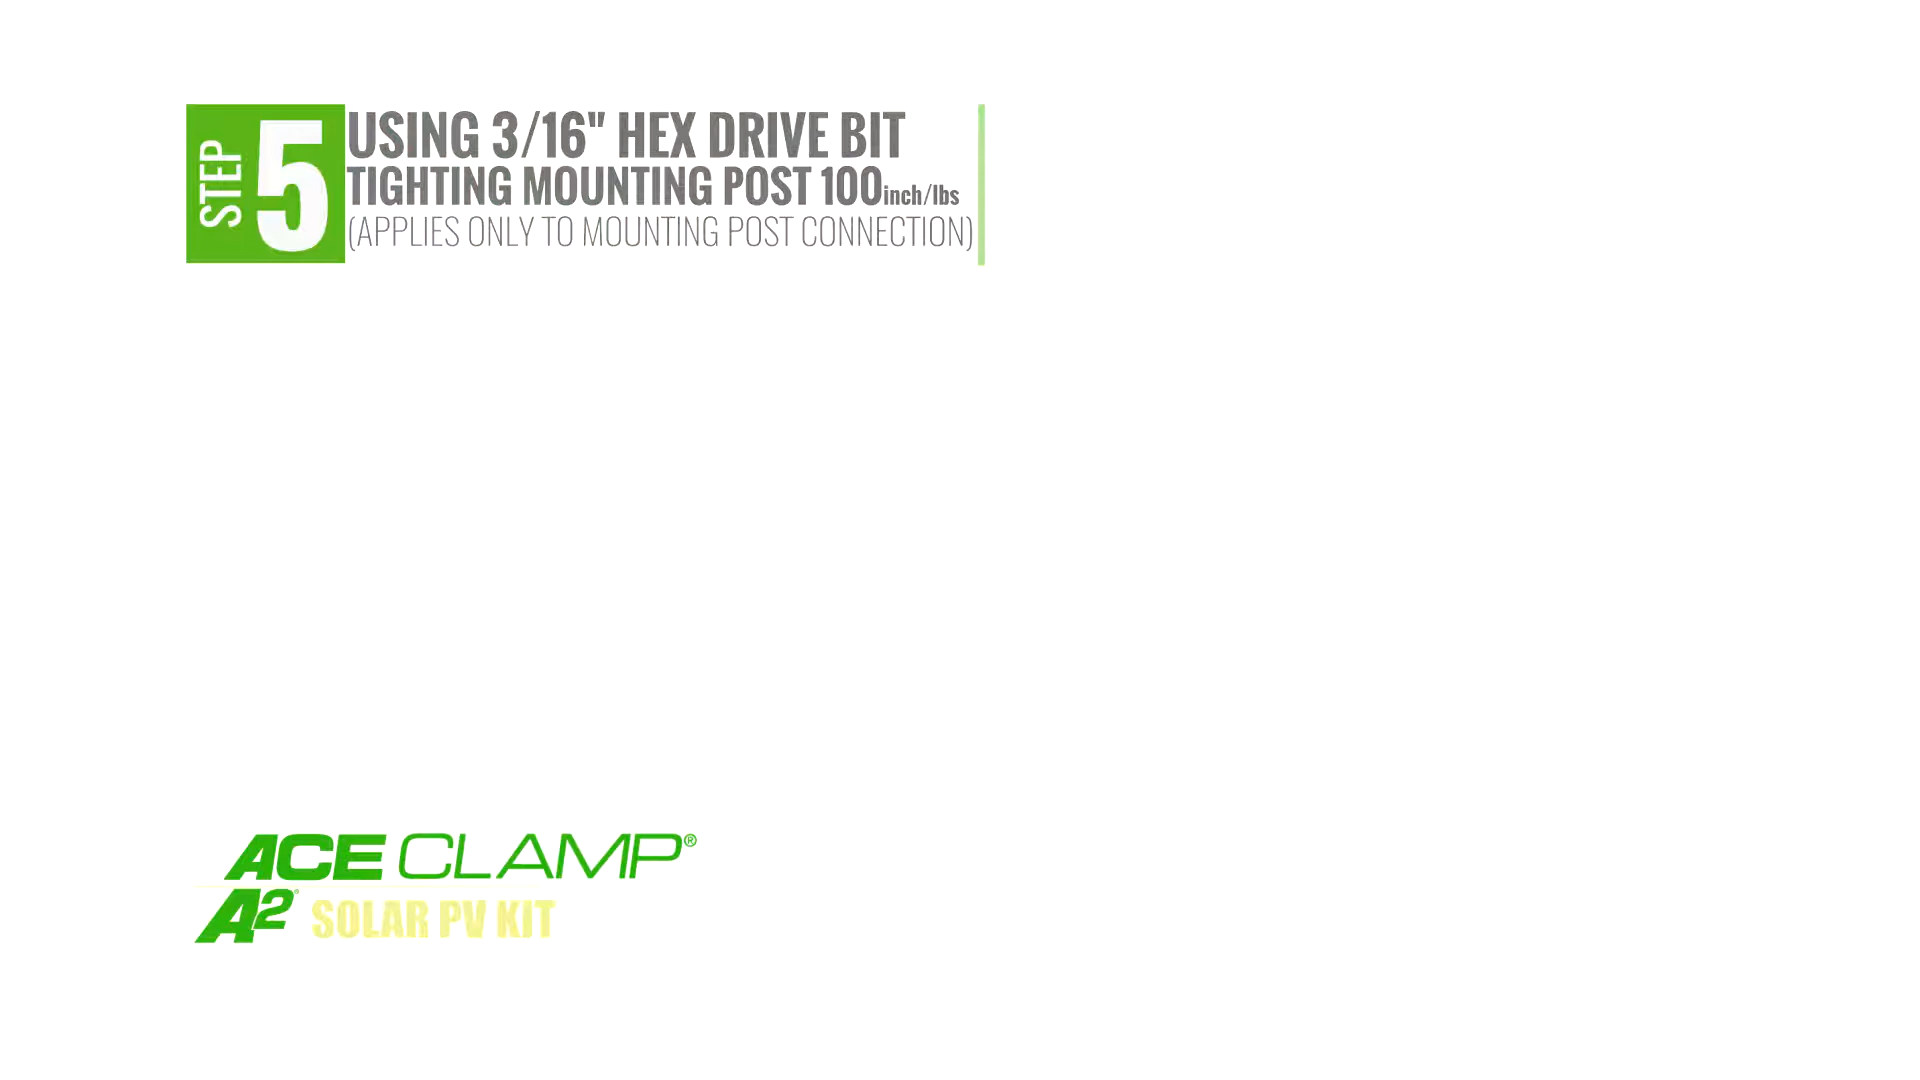 STEP 5
USING 3/16" HEX DRIVE BIT
TIGHTING MOUNTING POST 100inch/lbs
(APPLIES ONLY TO MOUNTING POST CONNECTION)
ACE CLAMP®
A2® SOLAR PV KIT